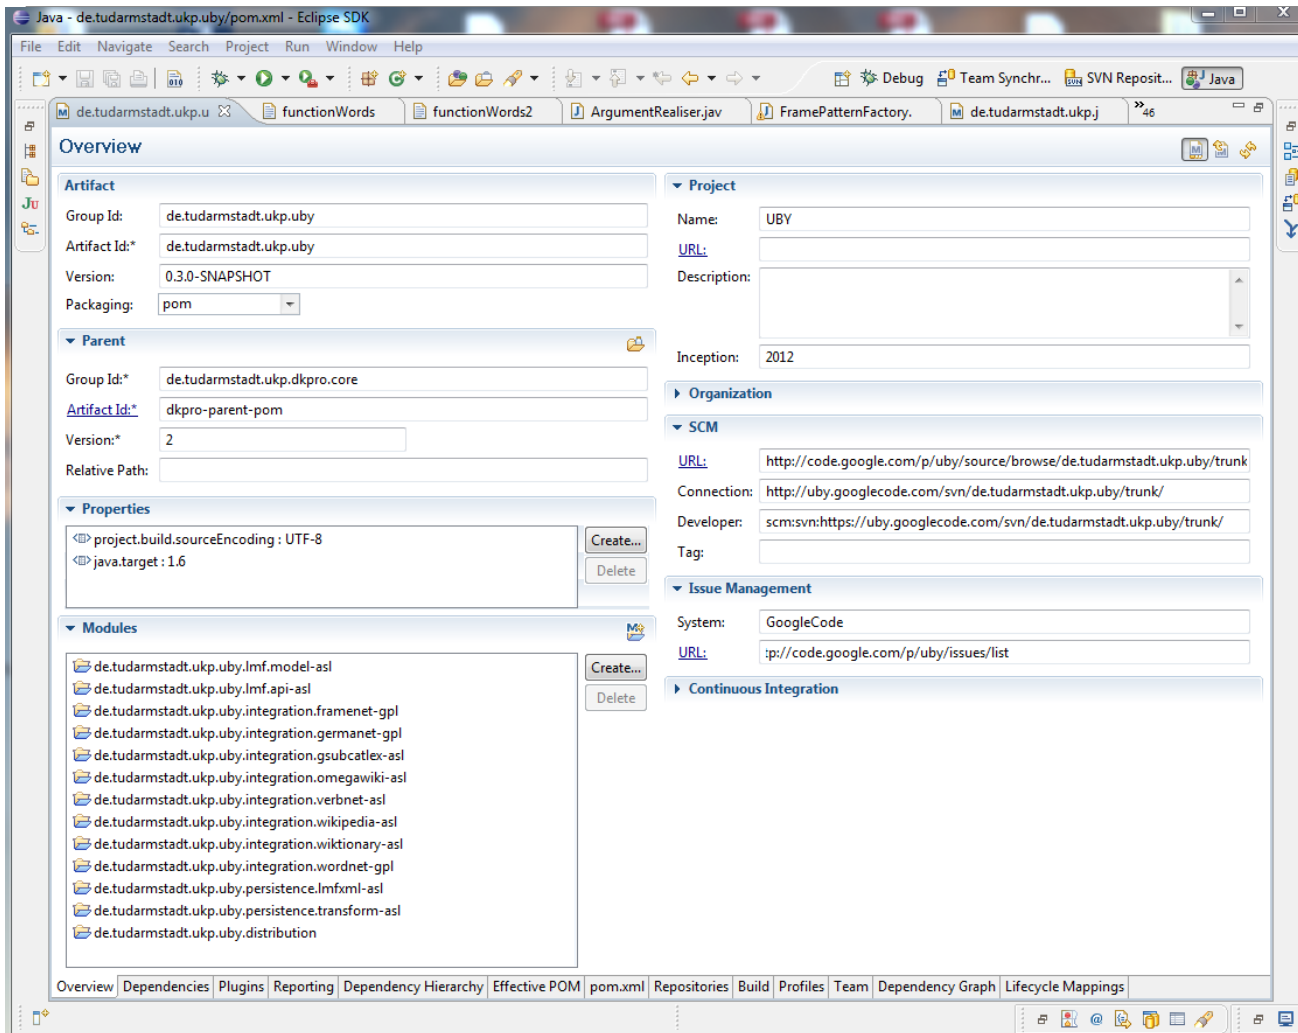 Java - de.tudarmstadt.ukp.uby/pom.xml - Eclipse SDK
File Edit Navigate Search Project Run Window Help
Debug Team Synchr... SVN Reposit... Java
de.tudarmstadt.ukp.u functionWords functionWords2 ArgumentRealiser.jav FramePatternFactory. de.tudarmstadt.ukp.j »46
Overview
Artifact
Group Id: de.tudarmstadt.ukp.uby
Artifact Id:* de.tudarmstadt.ukp.uby
Version: 0.3.0-SNAPSHOT
Packaging: pom
Parent
Group Id:* de.tudarmstadt.ukp.dkpro.core
Artifact Id:* dkpro-parent-pom
Version:* 2
Relative Path:
Properties
project.build.sourceEncoding : UTF-8
java.target : 1.6
Create...
Delete
Modules
de.tudarmstadt.ukp.uby.lmf.model-asl
de.tudarmstadt.ukp.uby.lmf.api-asl
de.tudarmstadt.ukp.uby.integration.framenet-gpl
de.tudarmstadt.ukp.uby.integration.germanet-gpl
de.tudarmstadt.ukp.uby.integration.gsubcatlex-asl
de.tudarmstadt.ukp.uby.integration.omegawiki-asl
de.tudarmstadt.ukp.uby.integration.verbnet-asl
de.tudarmstadt.ukp.uby.integration.wikipedia-asl
de.tudarmstadt.ukp.uby.integration.wiktionary-asl
de.tudarmstadt.ukp.uby.integration.wordnet-gpl
de.tudarmstadt.ukp.uby.persistence.lmfxml-asl
de.tudarmstadt.ukp.uby.persistence.transform-asl
de.tudarmstadt.ukp.uby.distribution
Create...
Delete
Project
Name: UBY
URL:
Description:
Inception: 2012
Organization
SCM
URL: http://code.google.com/p/uby/source/browse/de.tudarmstadt.ukp.uby/trunk
Connection: http://uby.googlecode.com/svn/de.tudarmstadt.ukp.uby/trunk/
Developer: scm:svn:https://uby.googlecode.com/svn/de.tudarmstadt.ukp.uby/trunk/
Tag:
Issue Management
System: GoogleCode
URL: tp://code.google.com/p/uby/issues/list
Continuous Integration
Overview Dependencies Plugins Reporting Dependency Hierarchy Effective POM pom.xml Repositories Build Profiles Team Dependency Graph Lifecycle Mappings